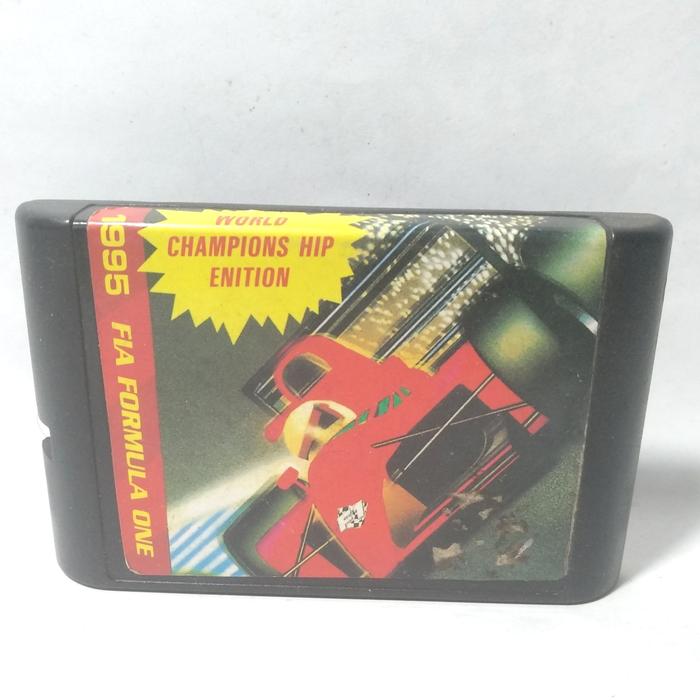 WORLD
CHAMPIONS HIP
ENITION
1995 FIA FORMULA ONE